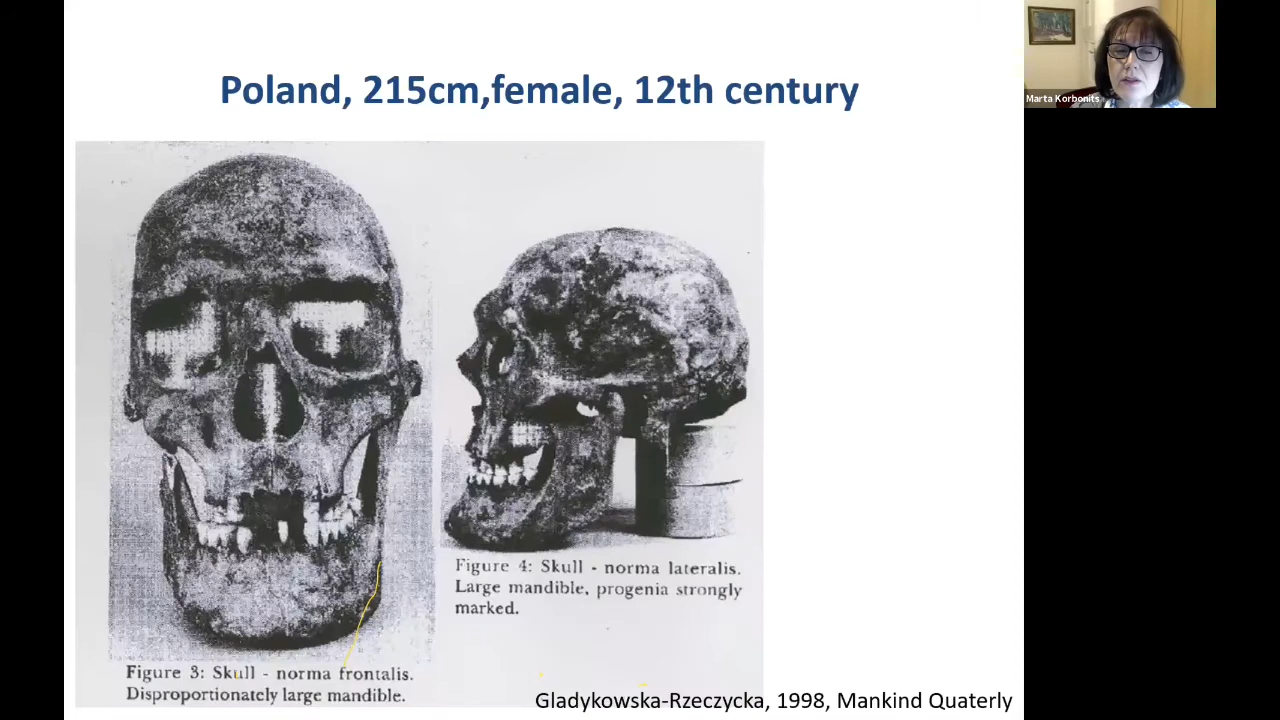 Poland, 215cm,female, 12th century
Marta Korbonits
Figure 4: Skull - norma lateralis.
Large mandible, progenia strongly
marked.
Figure 3: Skull - norma frontalis.
Disproportionately large mandible.
Gladykowska-Rzeczycka, 1998, Mankind Quaterly